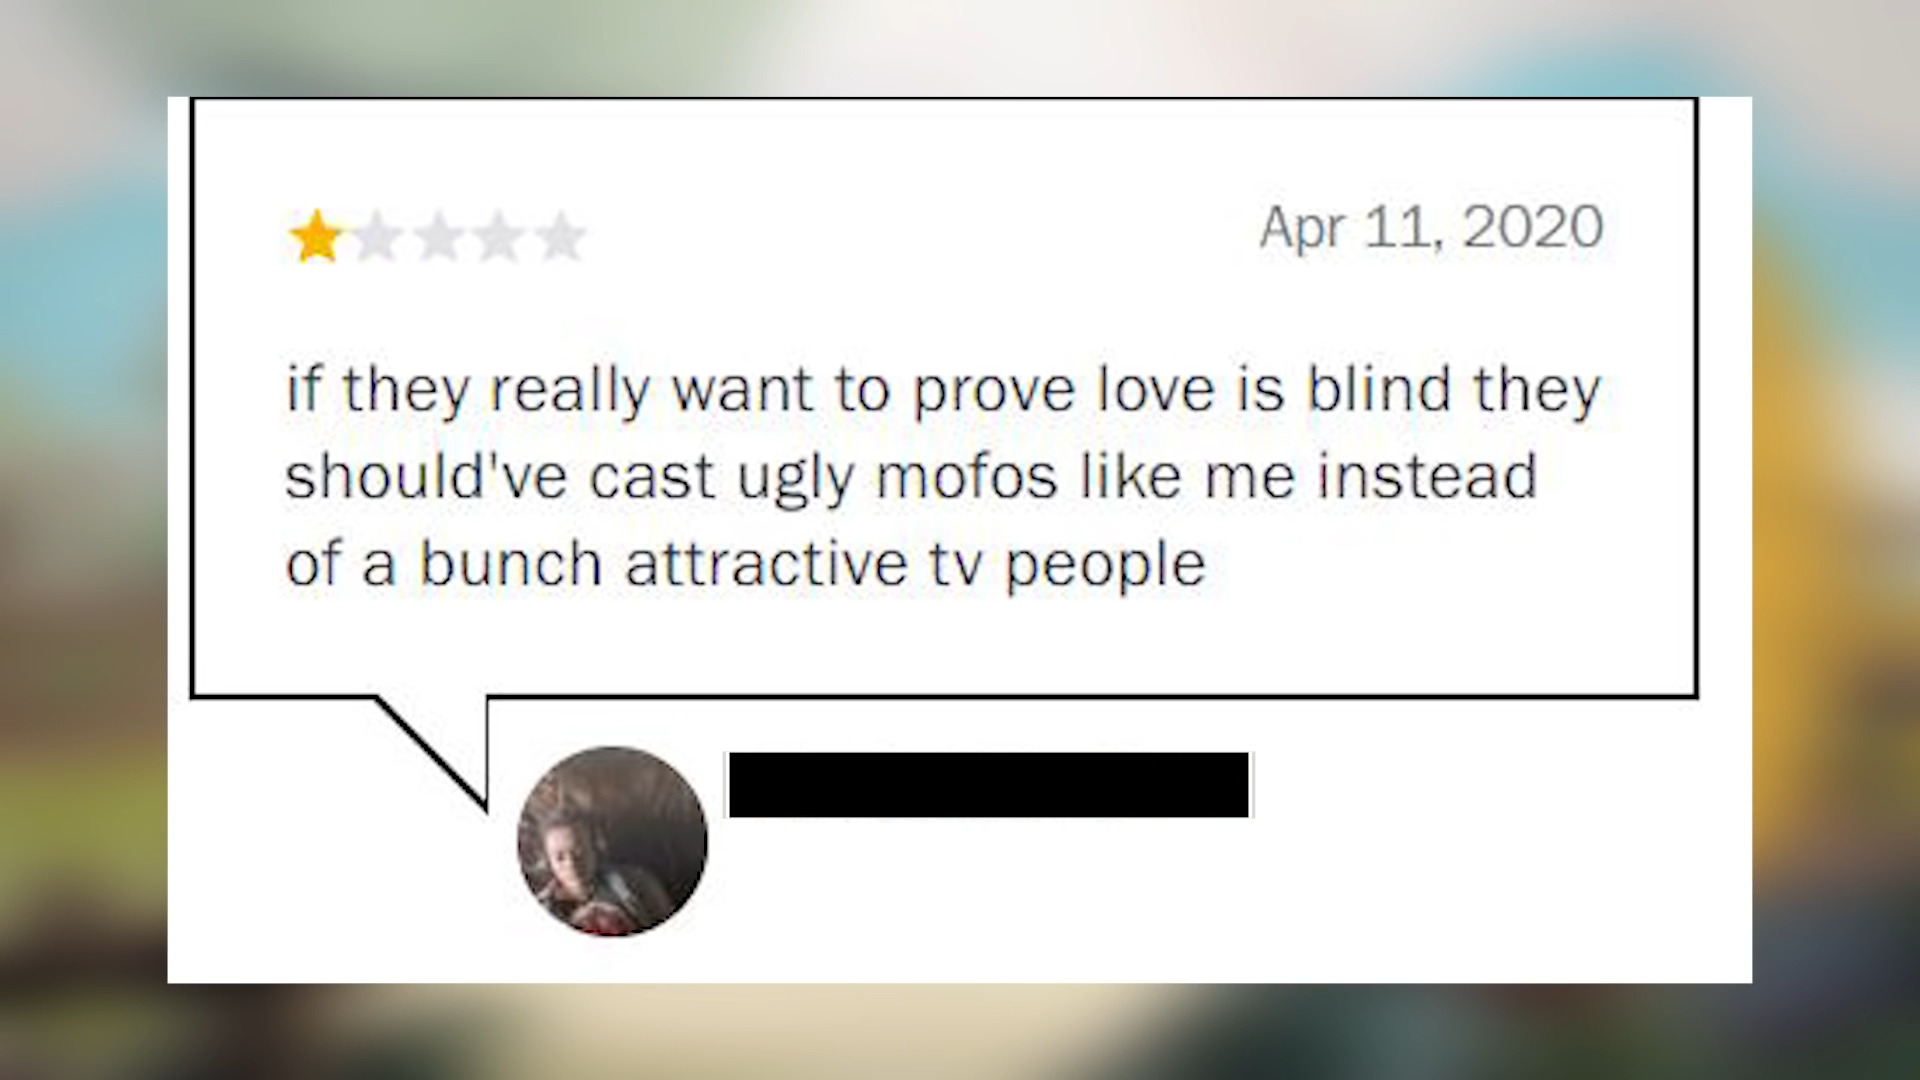 Apr 11, 2020
if they really want to prove love is blind they
should've cast ugly mofos like me instead
of a bunch attractive tv people